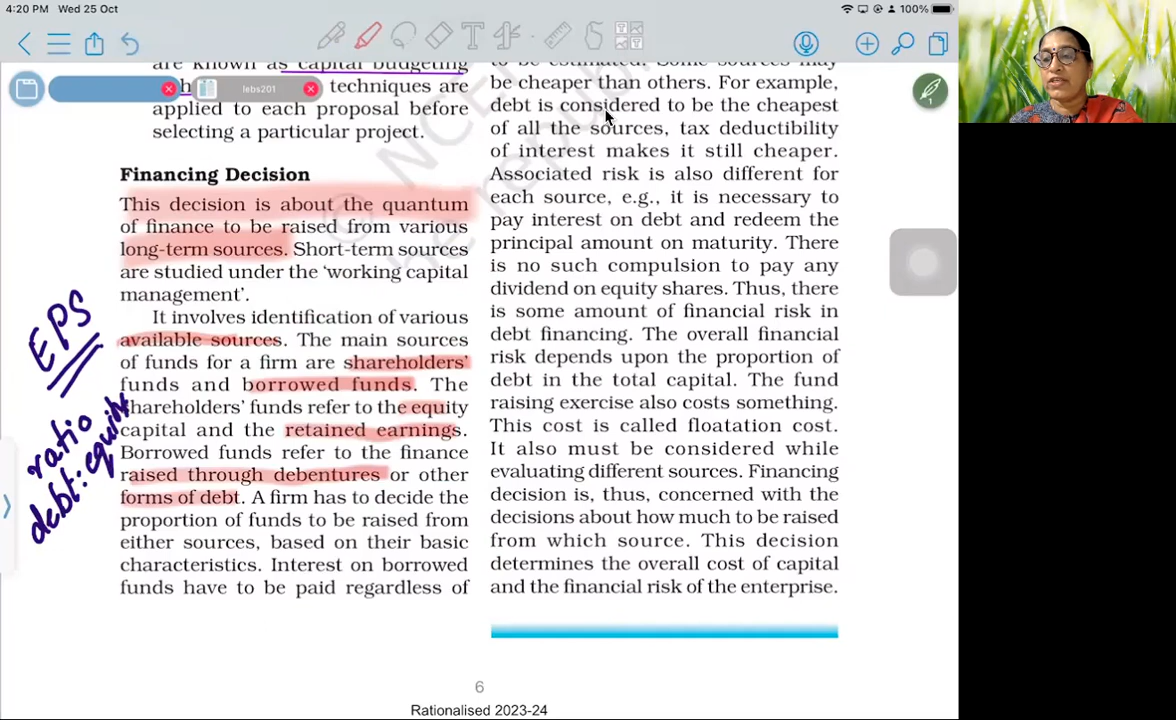 4:20 PM Wed 25 Oct
100%
are known as capital budgeting
lebs201
techniques are
applied to each proposal before
selecting a particular project.
Financing Decision
This decision is about the quantum
of finance to be raised from various
long-term sources. Short-term sources
are studied under the ‘working capital
management’.
It involves identification of various
available sources. The main sources
of funds for a firm are shareholders’
funds and borrowed funds. The
shareholders’ funds refer to the equity
capital and the retained earnings.
Borrowed funds refer to the finance
raised through debentures or other
forms of debt. A firm has to decide the
proportion of funds to be raised from
either sources, based on their basic
characteristics. Interest on borrowed
funds have to be paid regardless of
EPS
ratio
debt:equity
to be estimated. Some sources may
be cheaper than others. For example,
debt is considered to be the cheapest
of all the sources, tax deductibility
of interest makes it still cheaper.
Associated risk is also different for
each source, e.g., it is necessary to
pay interest on debt and redeem the
principal amount on maturity. There
is no such compulsion to pay any
dividend on equity shares. Thus, there
is some amount of financial risk in
debt financing. The overall financial
risk depends upon the proportion of
debt in the total capital. The fund
raising exercise also costs something.
This cost is called floatation cost.
It also must be considered while
evaluating different sources. Financing
decision is, thus, concerned with the
decisions about how much to be raised
from which source. This decision
determines the overall cost of capital
and the financial risk of the enterprise.
© NCE
be repub
1
6
Rationalised 2023-24